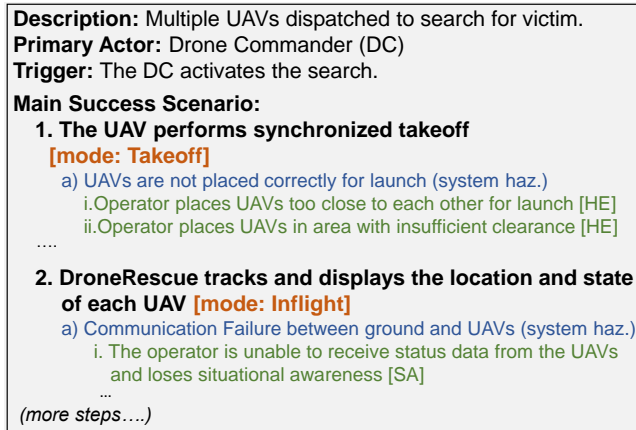 Description: Multiple UAVs dispatched to search for victim.
Primary Actor: Drone Commander (DC)
Trigger: The DC activates the search.
Main Success Scenario:
1. The UAV performs synchronized takeoff
[mode: Takeoff]
a) UAVs are not placed correctly for launch (system haz.)
i.Operator places UAVs too close to each other for launch [HE]
ii.Operator places UAVs in area with insufficient clearance [HE]
....
2. DroneRescue tracks and displays the location and state
of each UAV [mode: Inflight]
a) Communication Failure between ground and UAVs (system haz.)
i. The operator is unable to receive status data from the UAVs
and loses situational awareness [SA]
...
(more steps….)